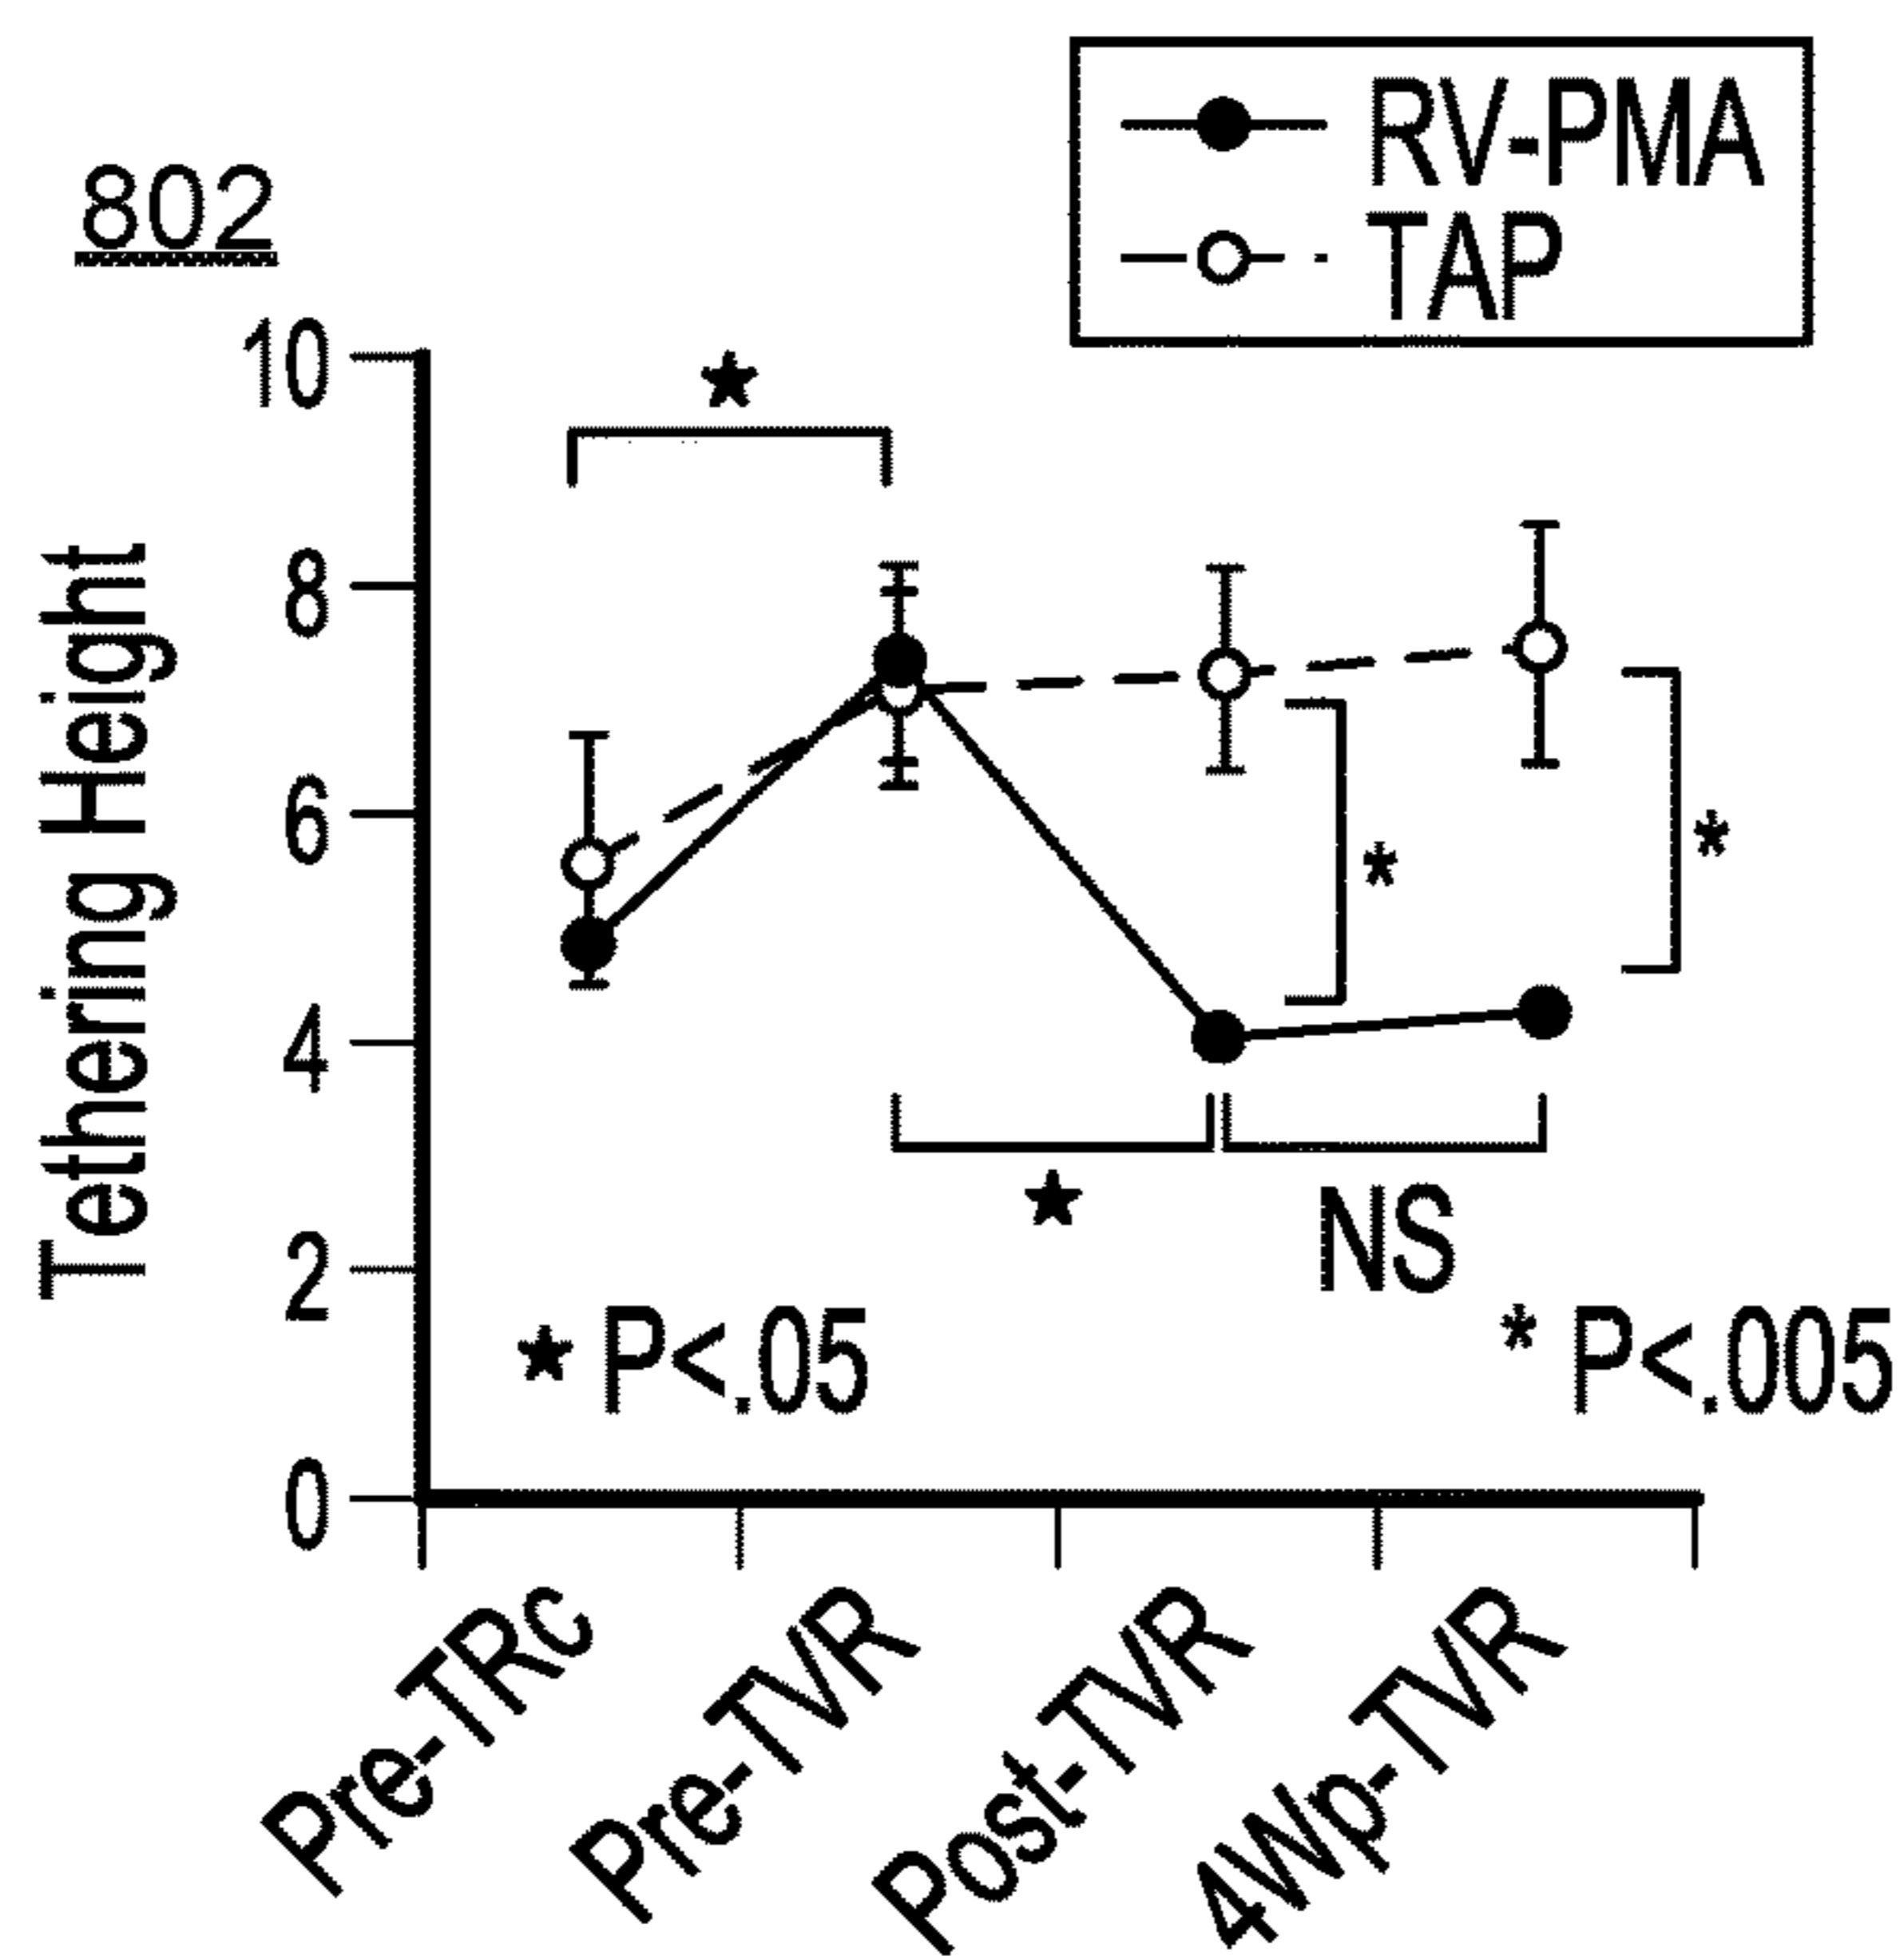 802
RV-PMA
TAP
Tethering Height
10
8
6
4
2
0
★
*
*
★
NS
★ P<.05
* P<.005
Pre-TRc
Pre-TVR
Post-TVR
4Wp-TVR